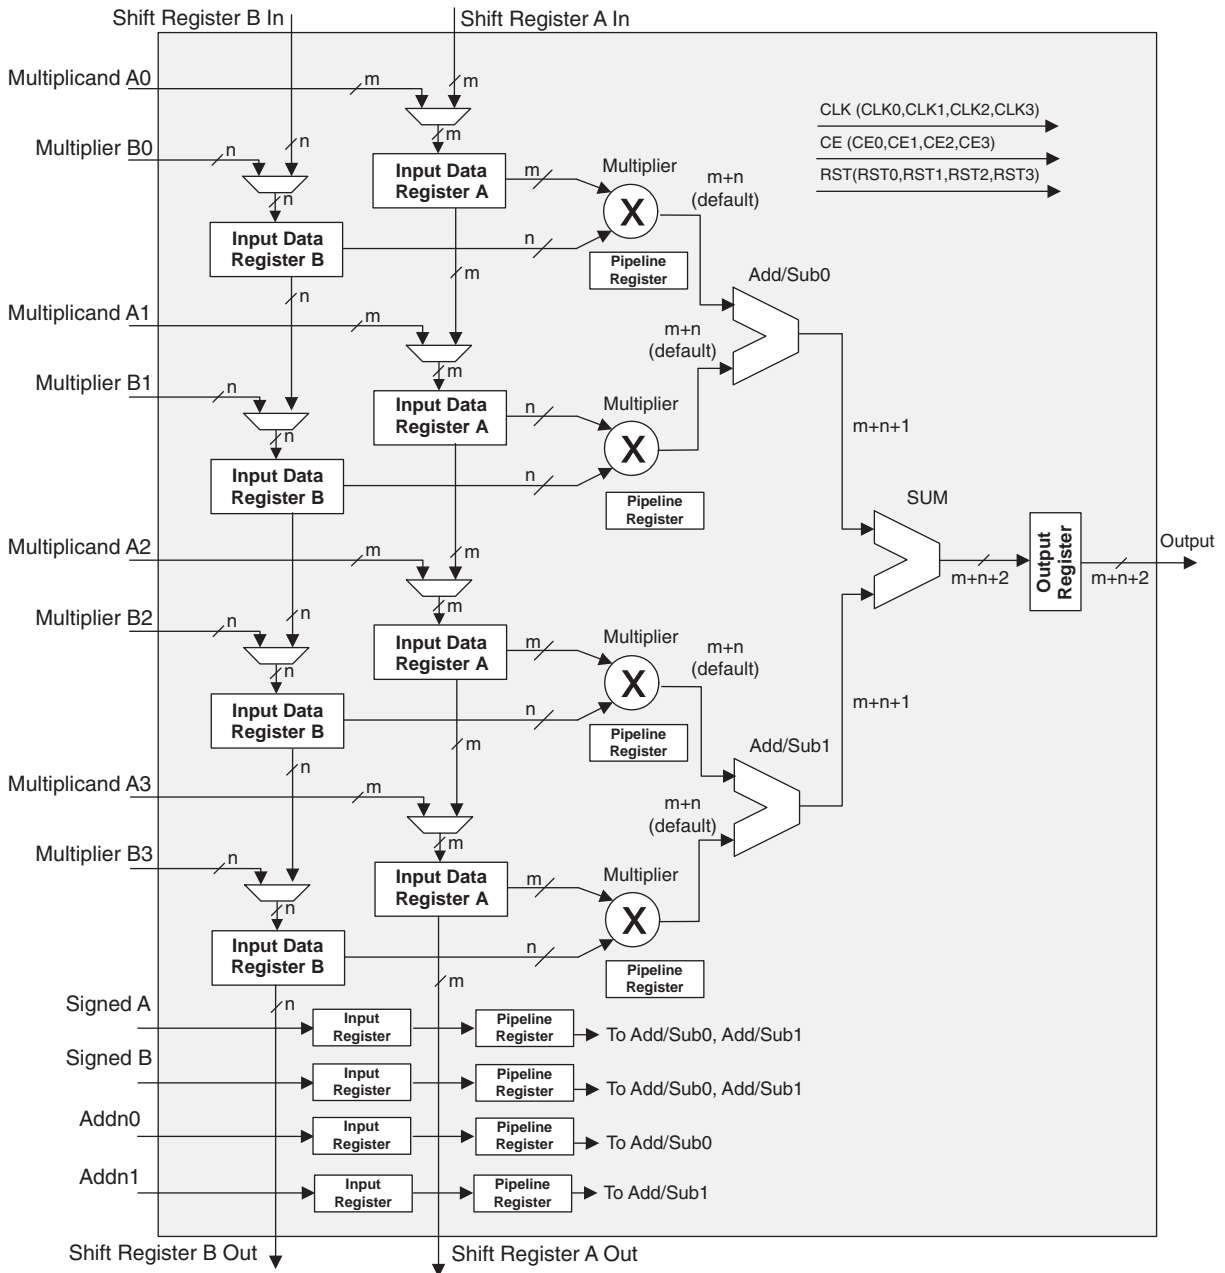 Shift Register B In
Shift Register A In
Multiplicand A0
m
m
CLK (CLK0,CLK1,CLK2,CLK3)
m
CE (CE0,CE1,CE2,CE3)
Multiplier B0
n
n
Input Data
Register A
m
Multiplier
m+n
(default)
RST(RST0,RST1,RST2,RST3)
X
n
Input Data
Register B
n
Pipeline
Register
m
Add/Sub0
n
Multiplicand A1
m
m+n
(default)
m
Multiplier B1
n
Input Data
Register A
n
Multiplier
X
m+n+1
n
Input Data
Register B
n
Pipeline
Register
SUM
Multiplicand A2
m
m
Output
Register
Output
m+n+2
m+n+2
m
Multiplier B2
n
n
Input Data
Register A
m
Multiplier
m+n
(default)
X
n
Input Data
Register B
n
m+n+1
Pipeline
Register
m
Add/Sub1
n
Multiplicand A3
m
m+n
(default)
m
Multiplier B3
n
Input Data
Register A
m
Multiplier
X
n
Input Data
Register B
n
Pipeline
Register
m
n
Signed A
Input
Register
Pipeline
Register
To Add/Sub0, Add/Sub1
Signed B
Input
Register
Pipeline
Register
To Add/Sub0, Add/Sub1
Addn0
Input
Register
Pipeline
Register
To Add/Sub0
Addn1
Input
Register
Pipeline
Register
To Add/Sub1
Shift Register B Out
Shift Register A Out